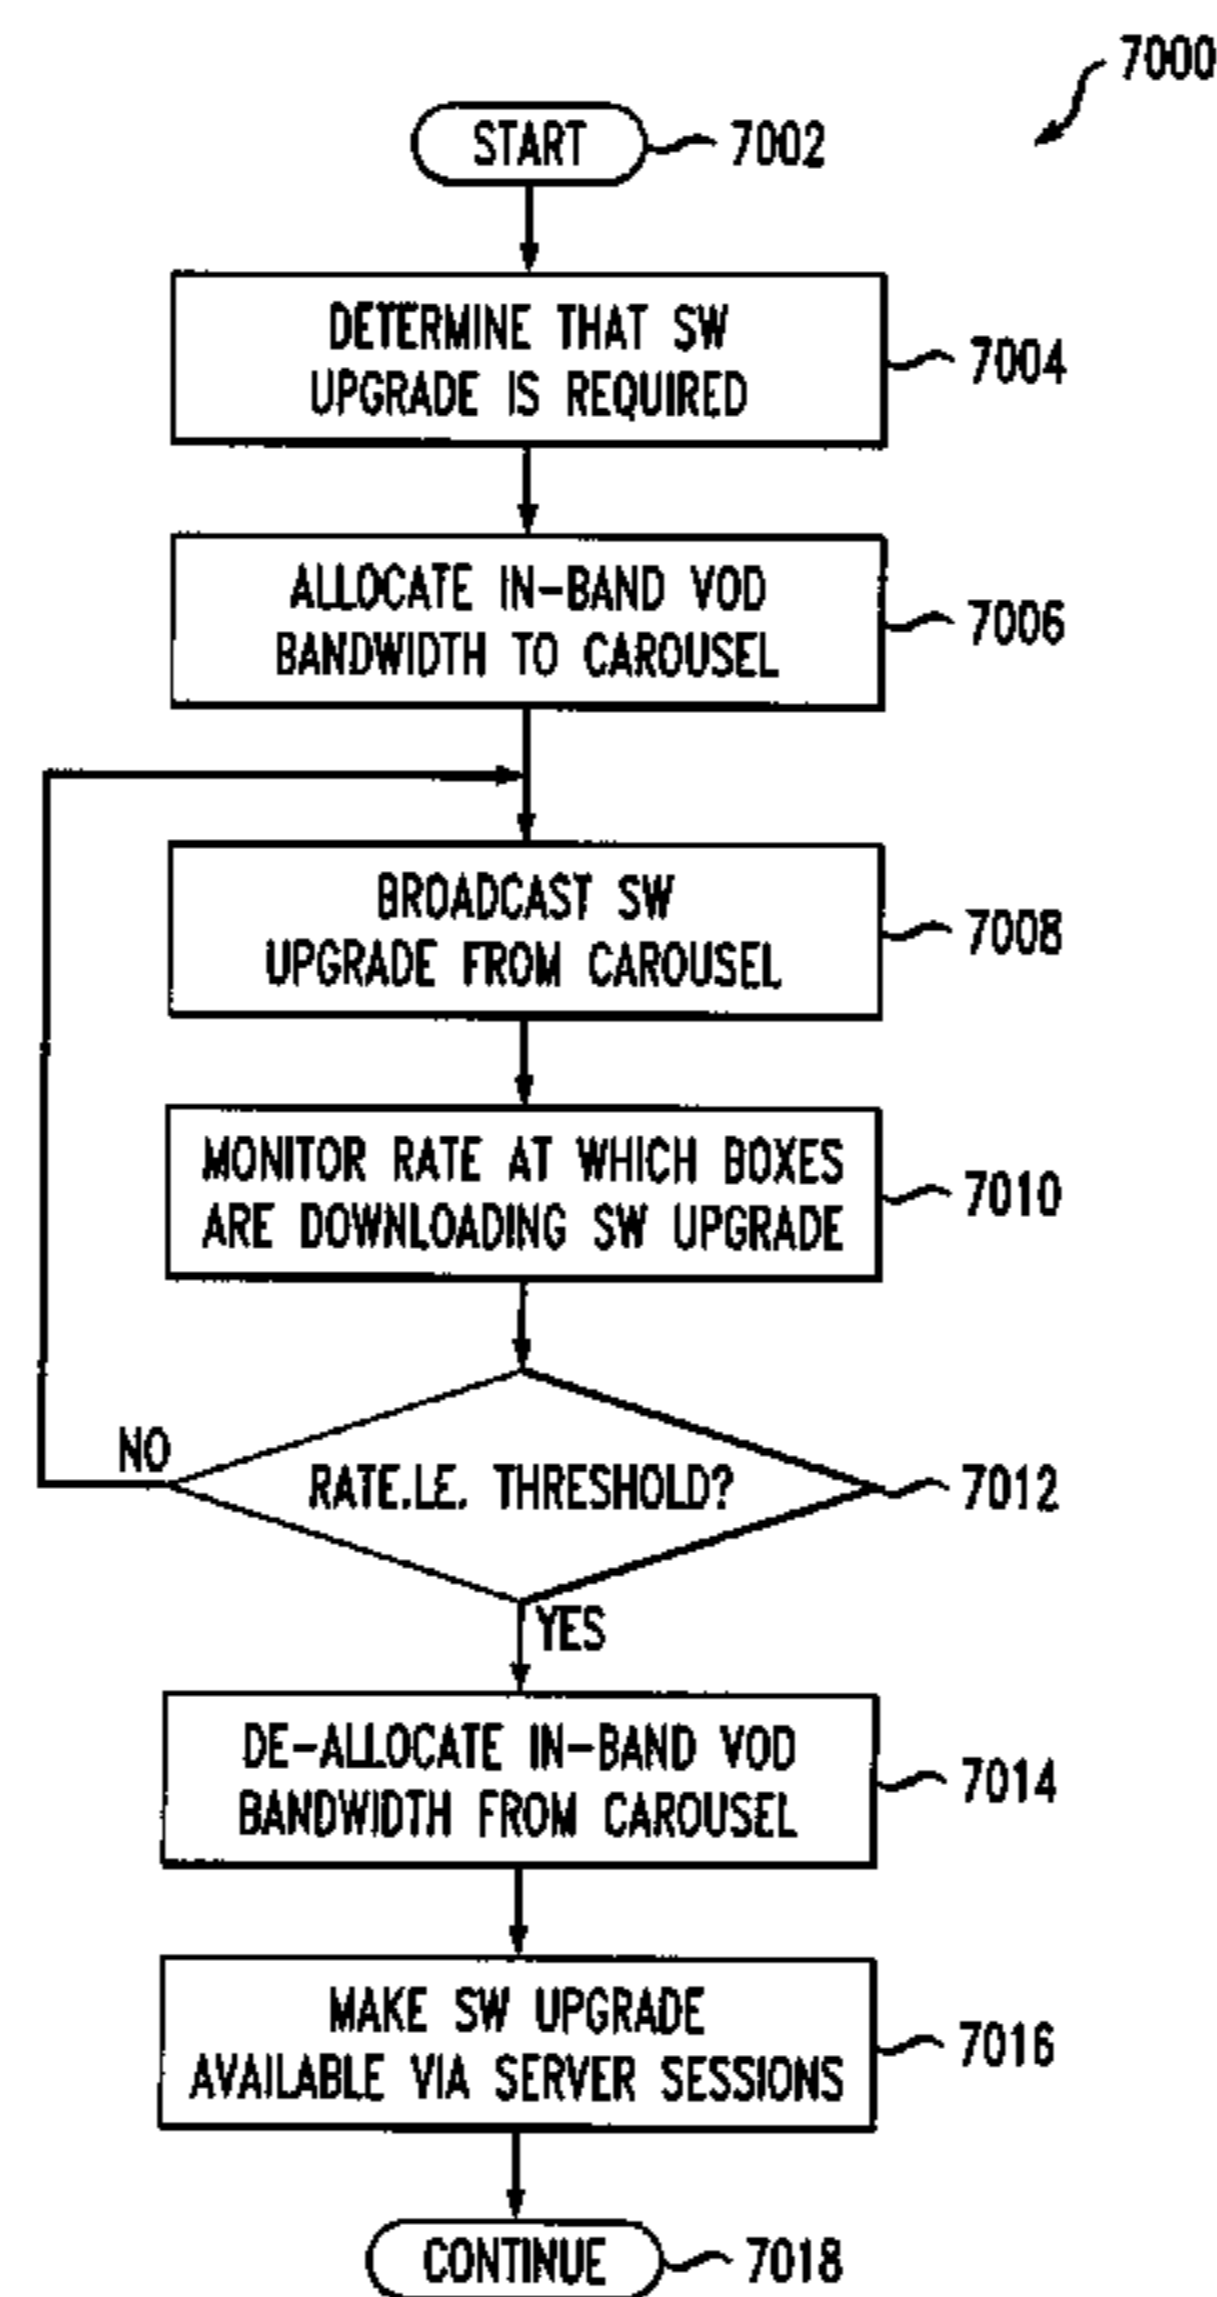 7000
START
7002
DETERMINE THAT SW
UPGRADE IS REQUIRED
7004
ALLOCATE IN-BAND VOD
BANDWIDTH TO CAROUSEL
7006
BROADCAST SW
UPGRADE FROM CAROUSEL
7008
MONITOR RATE AT WHICH BOXES
ARE DOWNLOADING SW UPGRADE
7010
NO
RATE.LE. THRESHOLD?
7012
YES
DE-ALLOCATE IN-BAND VOD
BANDWIDTH FROM CAROUSEL
7014
MAKE SW UPGRADE
AVAILABLE VIA SERVER SESSIONS
7016
CONTINUE
7018